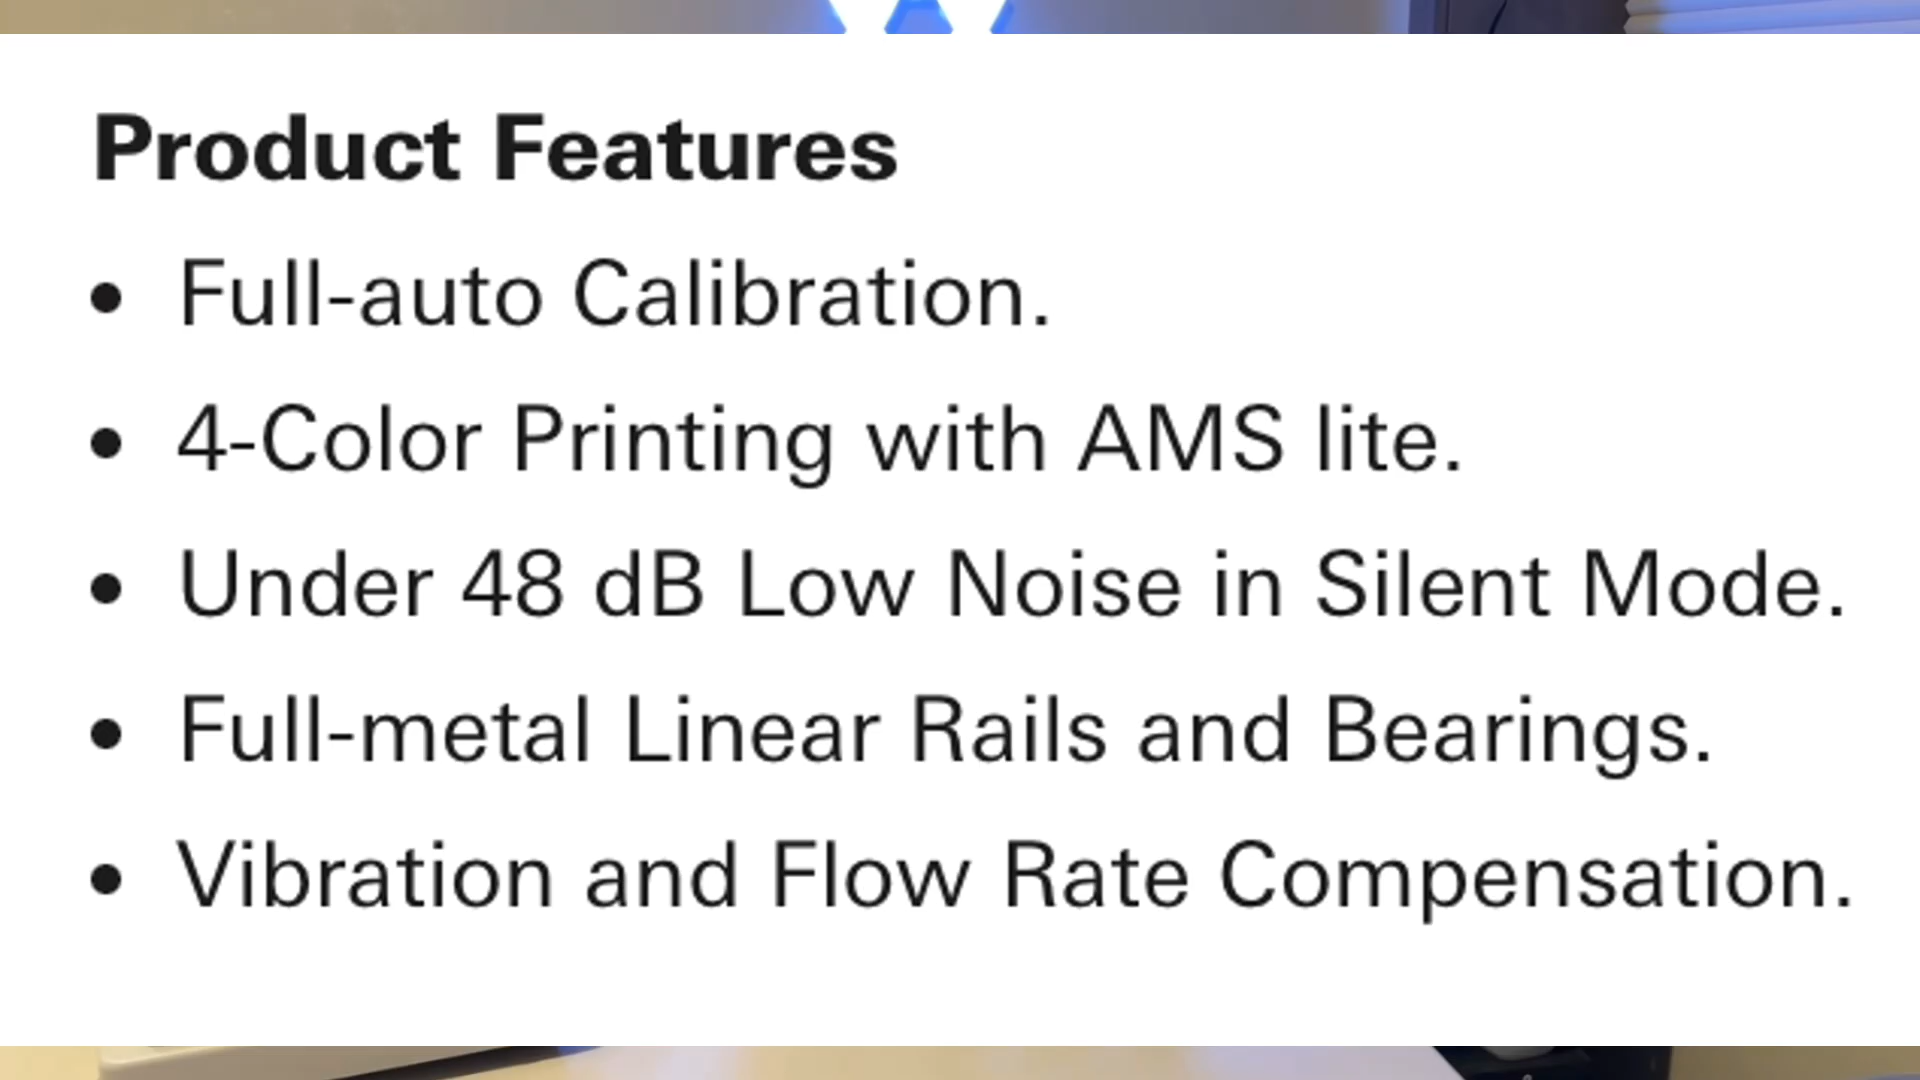 Product Features
• Full-auto Calibration.
• 4-Color Printing with AMS lite.
• Under 48 dB Low Noise in Silent Mode.
• Full-metal Linear Rails and Bearings.
• Vibration and Flow Rate Compensation.